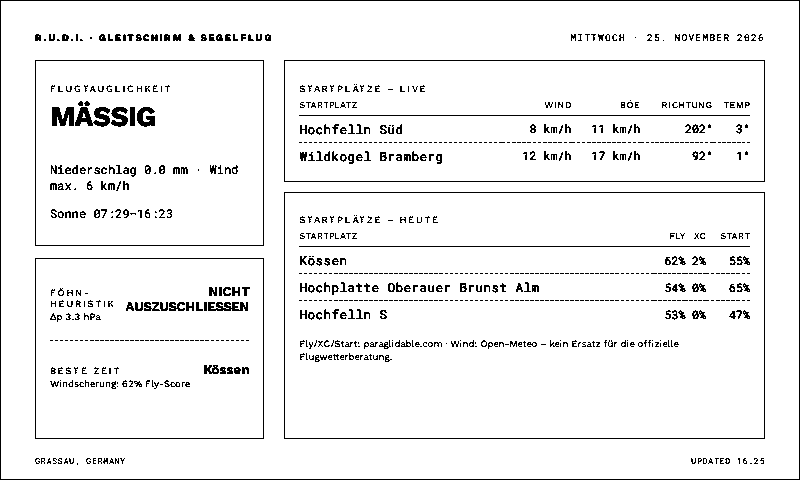 R.U.D.I. · GLEITSCHIRM & SEGELFLUG
MITTWOCH · 25. NOVEMBER 2026
FLUGTAUGLICHKEIT
MÄSSIG
Niederschlag 0.0 mm · Wind
max. 6 km/h
Sonne 07:29–16:23
FÖHN-
HEURISTIK
Δp 3.3 hPa
NICHT
AUSZUSCHLIESSEN
BESTE ZEIT
Kössen
Windscherung: 62% Fly-Score
STARTPLÄTZE – LIVE
STARTPLATZ WIND BÖE RICHTUNG TEMP
Hochfelln Süd 8 km/h 11 km/h 202° 3°
Wildkogel Bramberg 12 km/h 17 km/h 92° 1°
STARTPLÄTZE – HEUTE
STARTPLATZ FLY XC START
Kössen 62% 2% 55%
Hochplatte Oberauer Brunst Alm 54% 0% 65%
Hochfelln S 53% 0% 47%
Fly/XC/Start: paraglidable.com · Wind: Open-Meteo – kein Ersatz für die offizielle
Flugwetterberatung.
GRASSAU, GERMANY
UPDATED 16.25